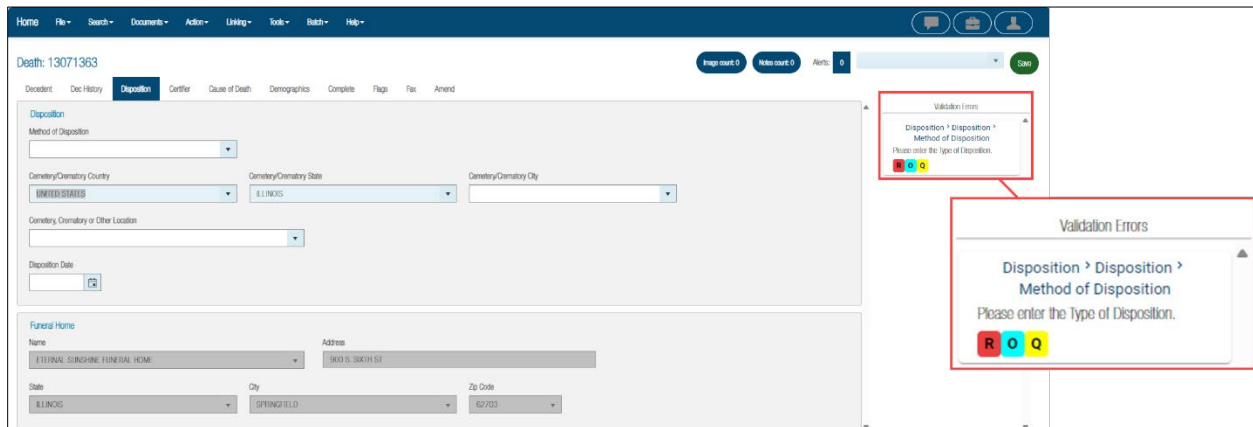 Home File Search Documents Action Linking Tools Batch Help
Death: 13071363
Image count: 0 Notes count: 0 Alerts: 0 Save
Decedent Dec History Disposition Certifier Cause of Death Demographics Complete Flags Fax Amend
Disposition
Method of Disposition
Cemetery/Crematory Country Cemetery/Crematory State Cemetery/Crematory City
UNITED STATES ILLINOIS
Cemetery, Crematory or Other Location
Disposition Date
Funeral Home
Name Address
ETERNAL SUNSHINE FUNERAL HOME 900 S. SIXTH ST
State City Zip Code
ILLINOIS SPRINGFIELD 62703
Validation Errors
Disposition > Disposition >
Method of Disposition
Please enter the Type of Disposition.
R O Q
Validation Errors
Disposition > Disposition >
Method of Disposition
Please enter the Type of Disposition.
R O Q